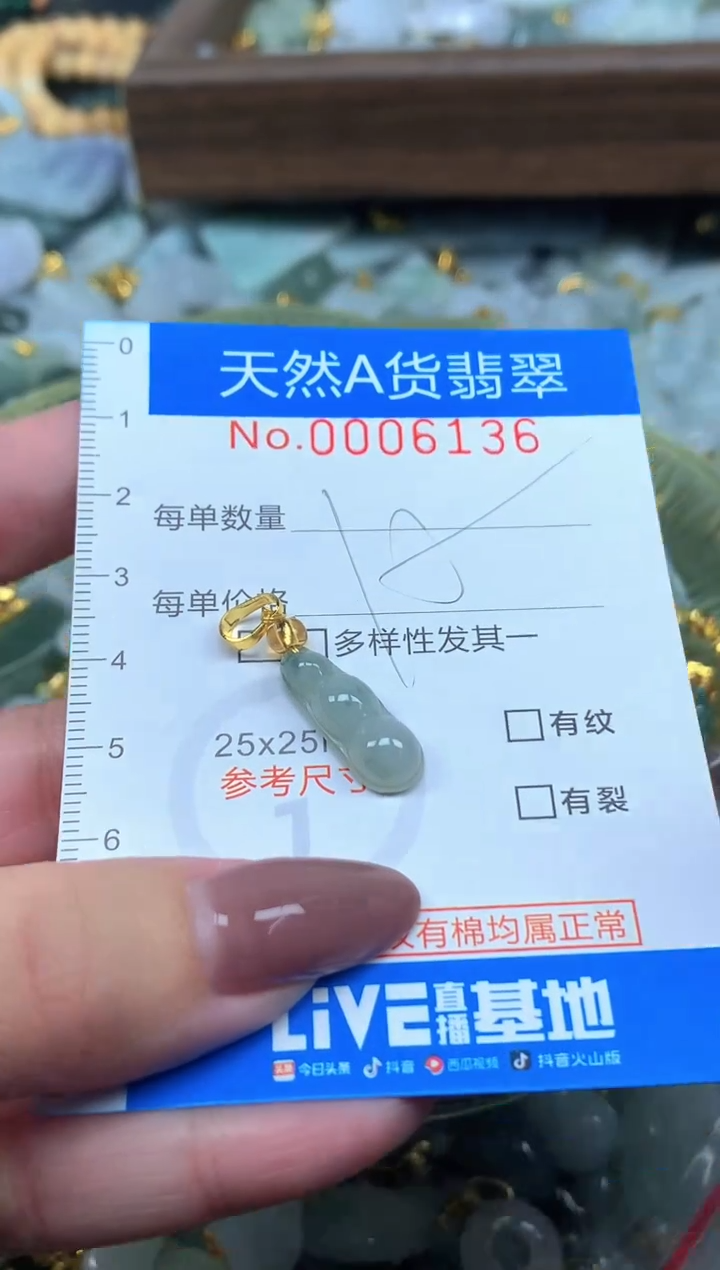 0
天然A货翡翠
1
No.0006136
2
每单数量
3
每单价格
多样性发其一
4
有纹
5
25x25
参考尺寸
有裂
1
6
有棉均属正常
LiVE直播基地
头条 今日头条 抖音 西瓜视频 抖音火山版